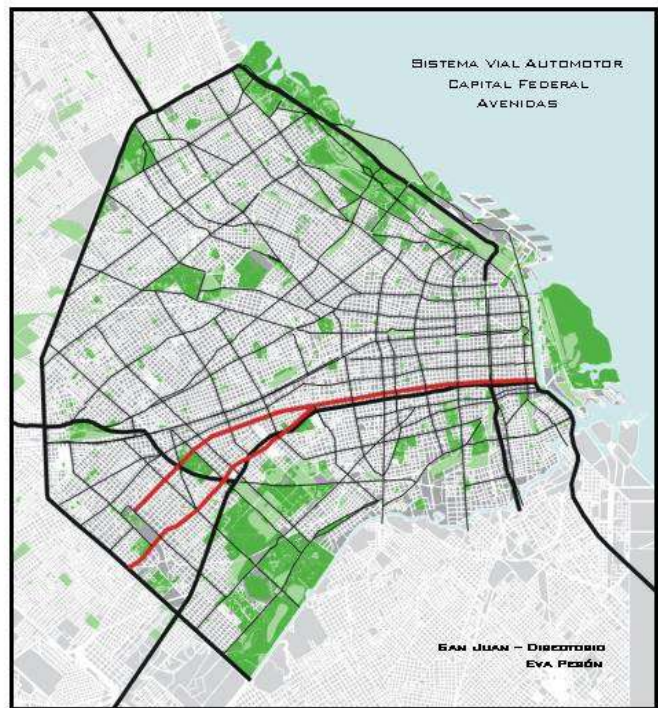 Sistema Vial Automotor
Capital Federal
Avenidas
San Juan – Directorio
Eva Perón